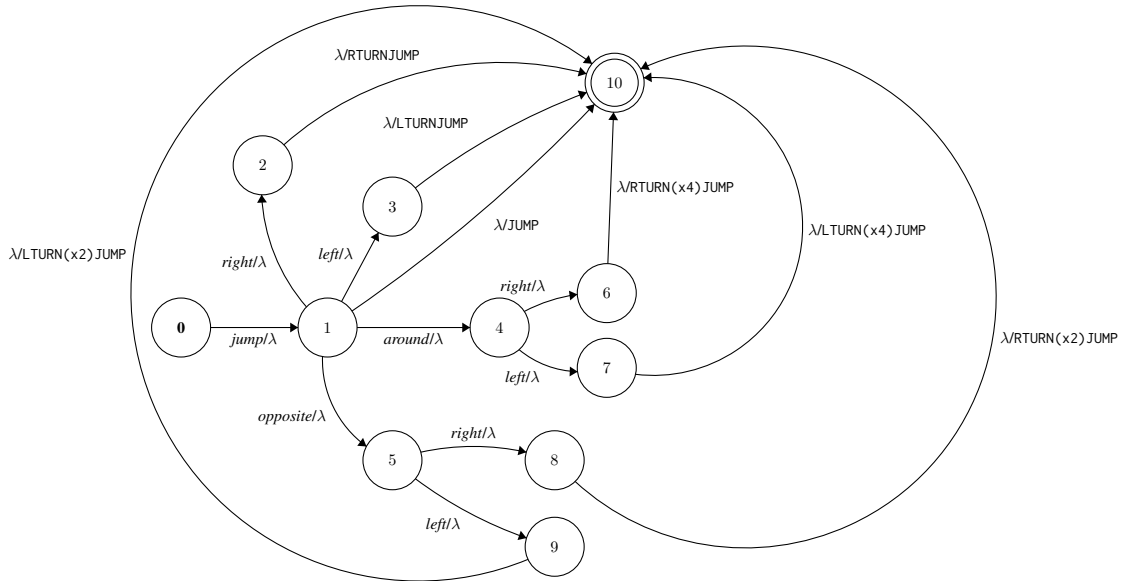 λ/RTURNJUMP
10
λ/LTURNJUMP
2
λ/RTURN(x4)JUMP
3
λ/JUMP
λ/LTURN(x4)JUMP
λ/LTURN(x2)JUMP
right/λ
left/λ
right/λ
6
0
jump/λ
1
around/λ
4
λ/RTURN(x2)JUMP
left/λ
7
opposite/λ
right/λ
5
8
left/λ
9